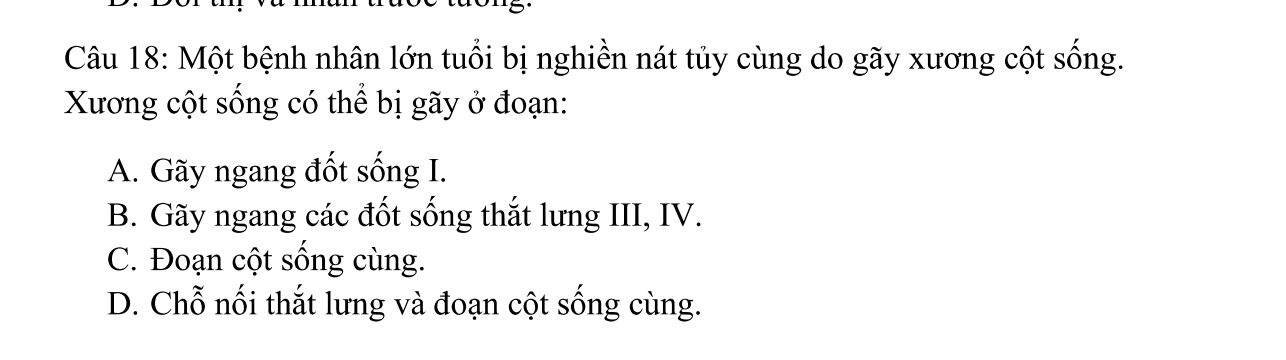 Câu 18: Một bệnh nhân lớn tuổi bị nghiền nát tủy cùng do gãy xương cột sống.
Xương cột sống có thể bị gãy ở đoạn:
A. Gãy ngang đốt sống I.
B. Gãy ngang các đốt sống thắt lưng III, IV.
C. Đoạn cột sống cùng.
D. Chỗ nối thắt lưng và đoạn cột sống cùng.